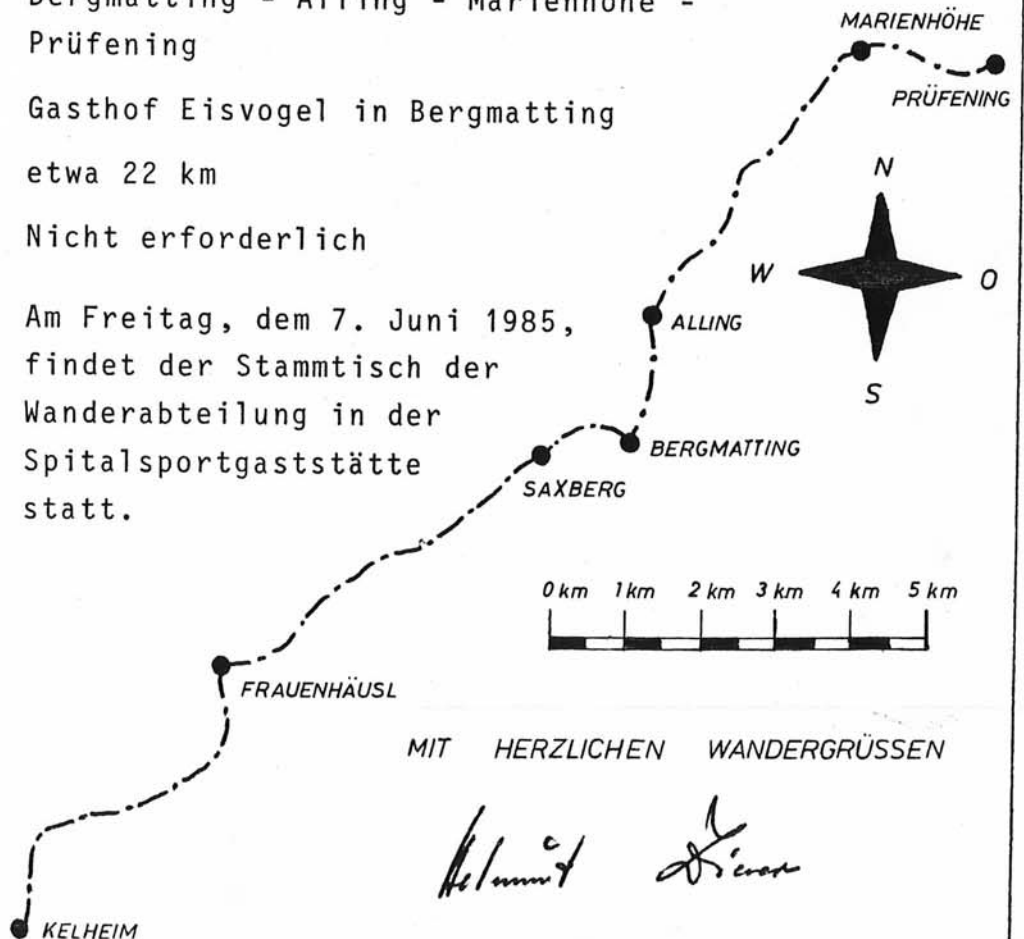 Bergmatting - Alling - Marienhöhe -
Prüfening
Gasthof Eisvogel in Bergmatting
etwa 22 km
Nicht erforderlich
Am Freitag, dem 7. Juni 1985,
findet der Stammtisch der
Wanderabteilung in der
Spitalsportgaststätte
statt.
MARIENHÖHE
PRÜFENING
N
W
O
S
ALLING
BERGMATTING
SAXBERG
0 km 1 km 2 km 3 km 4 km 5 km
FRAUENHÄUSL
MIT HERZLICHEN WANDERGRÜSSEN
Helmut
KELHEIM